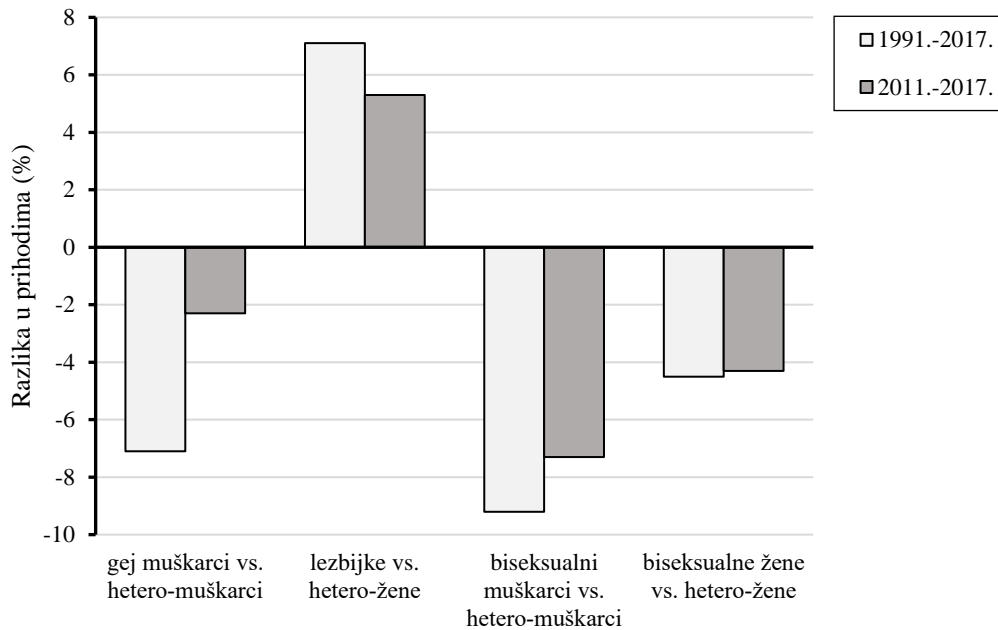 8
6
4
2
0
-2
-4
-6
-8
-10
Razlika u prihodima (%)
1991.-2017.
2011.-2017.
gej muškarci vs.
hetero-muškarci
lezbijke vs.
hetero-žene
biseksualni
muškarci vs.
hetero-muškarci
biseksualne žene
vs. hetero-žene